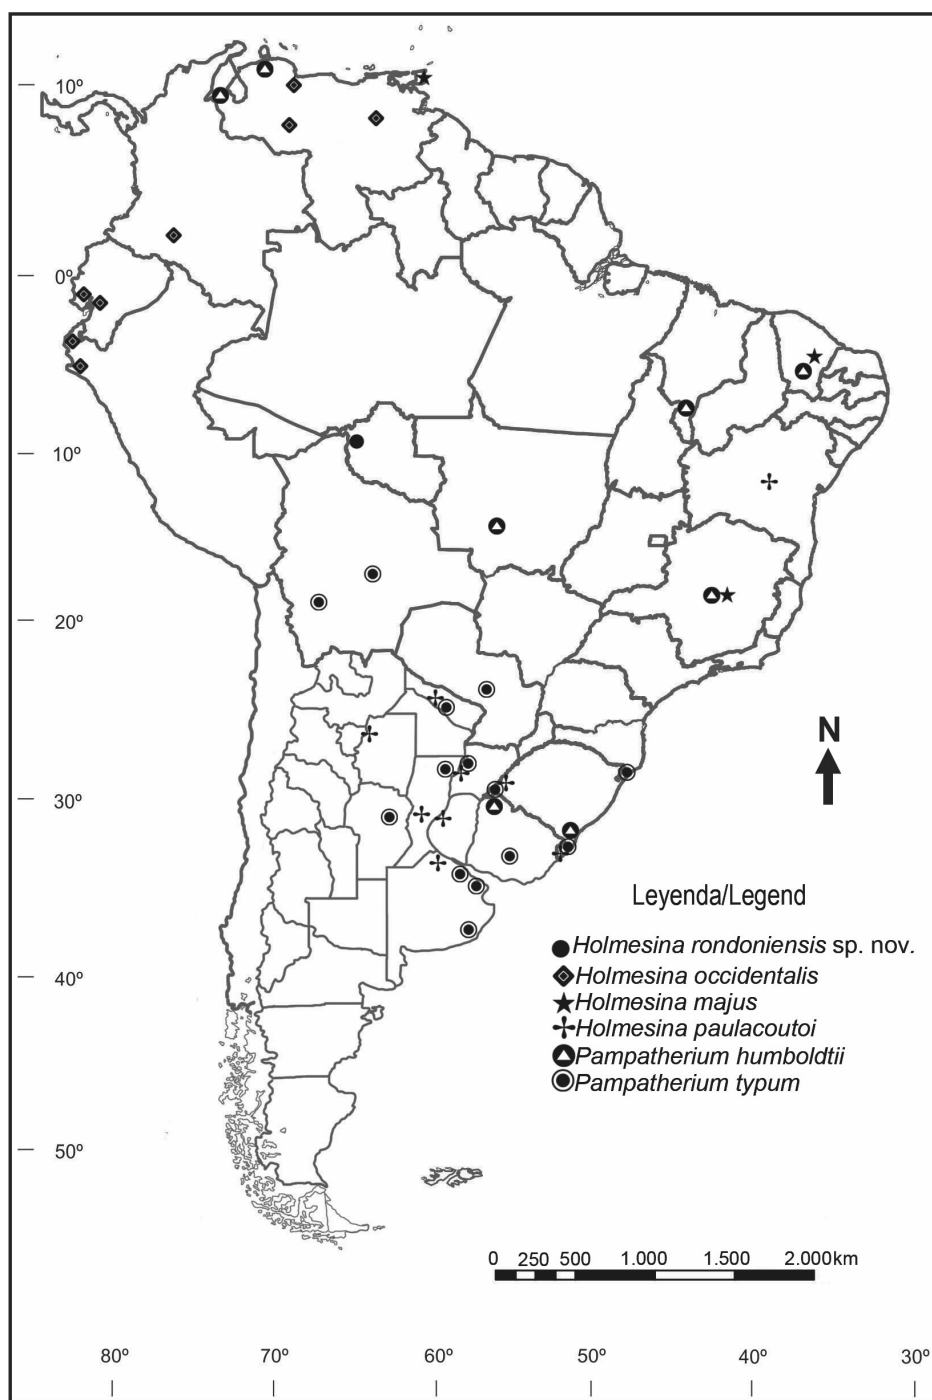 10º
0º
10º
20º
30º
40º
50º
N
Leyenda/Legend
Holmesina rondoniensis sp. nov.
Holmesina occidentalis
Holmesina majus
Holmesina paulacoutoi
Pampatherium humboldtii
Pampatherium typum
0 250 500 1.000 1.500 2.000km
80º 70º 60º 50º 40º 30º